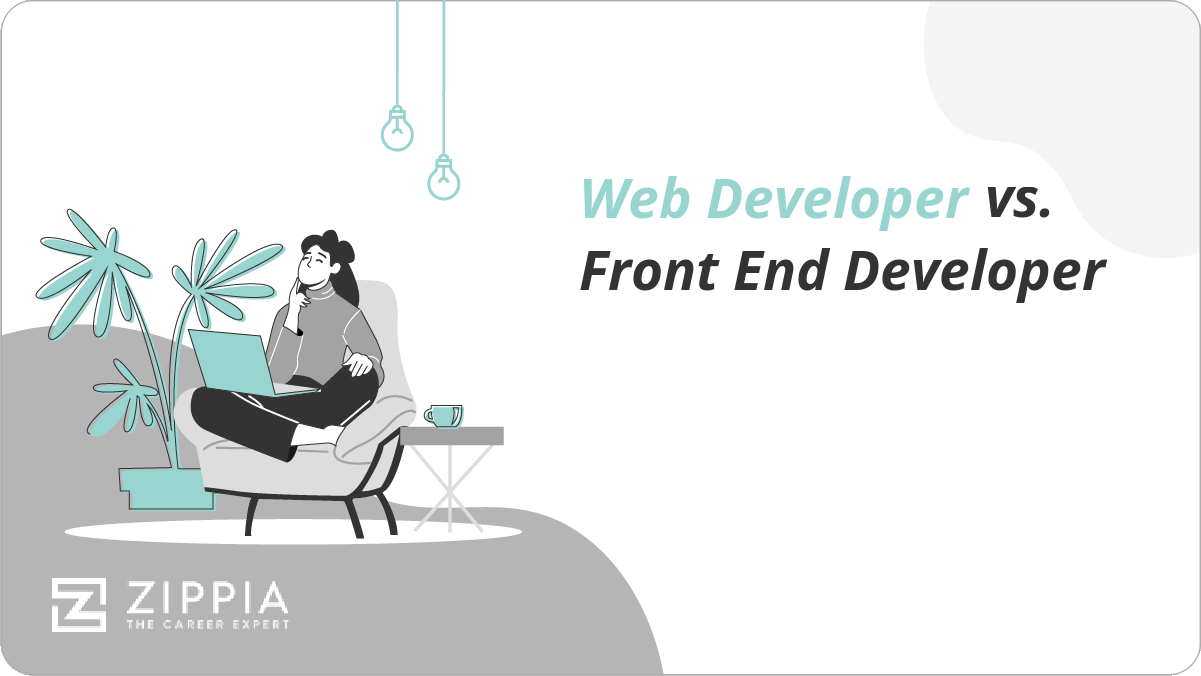 Web Developer vs.
Front End Developer
ZIPPIA
THE CAREER EXPERT